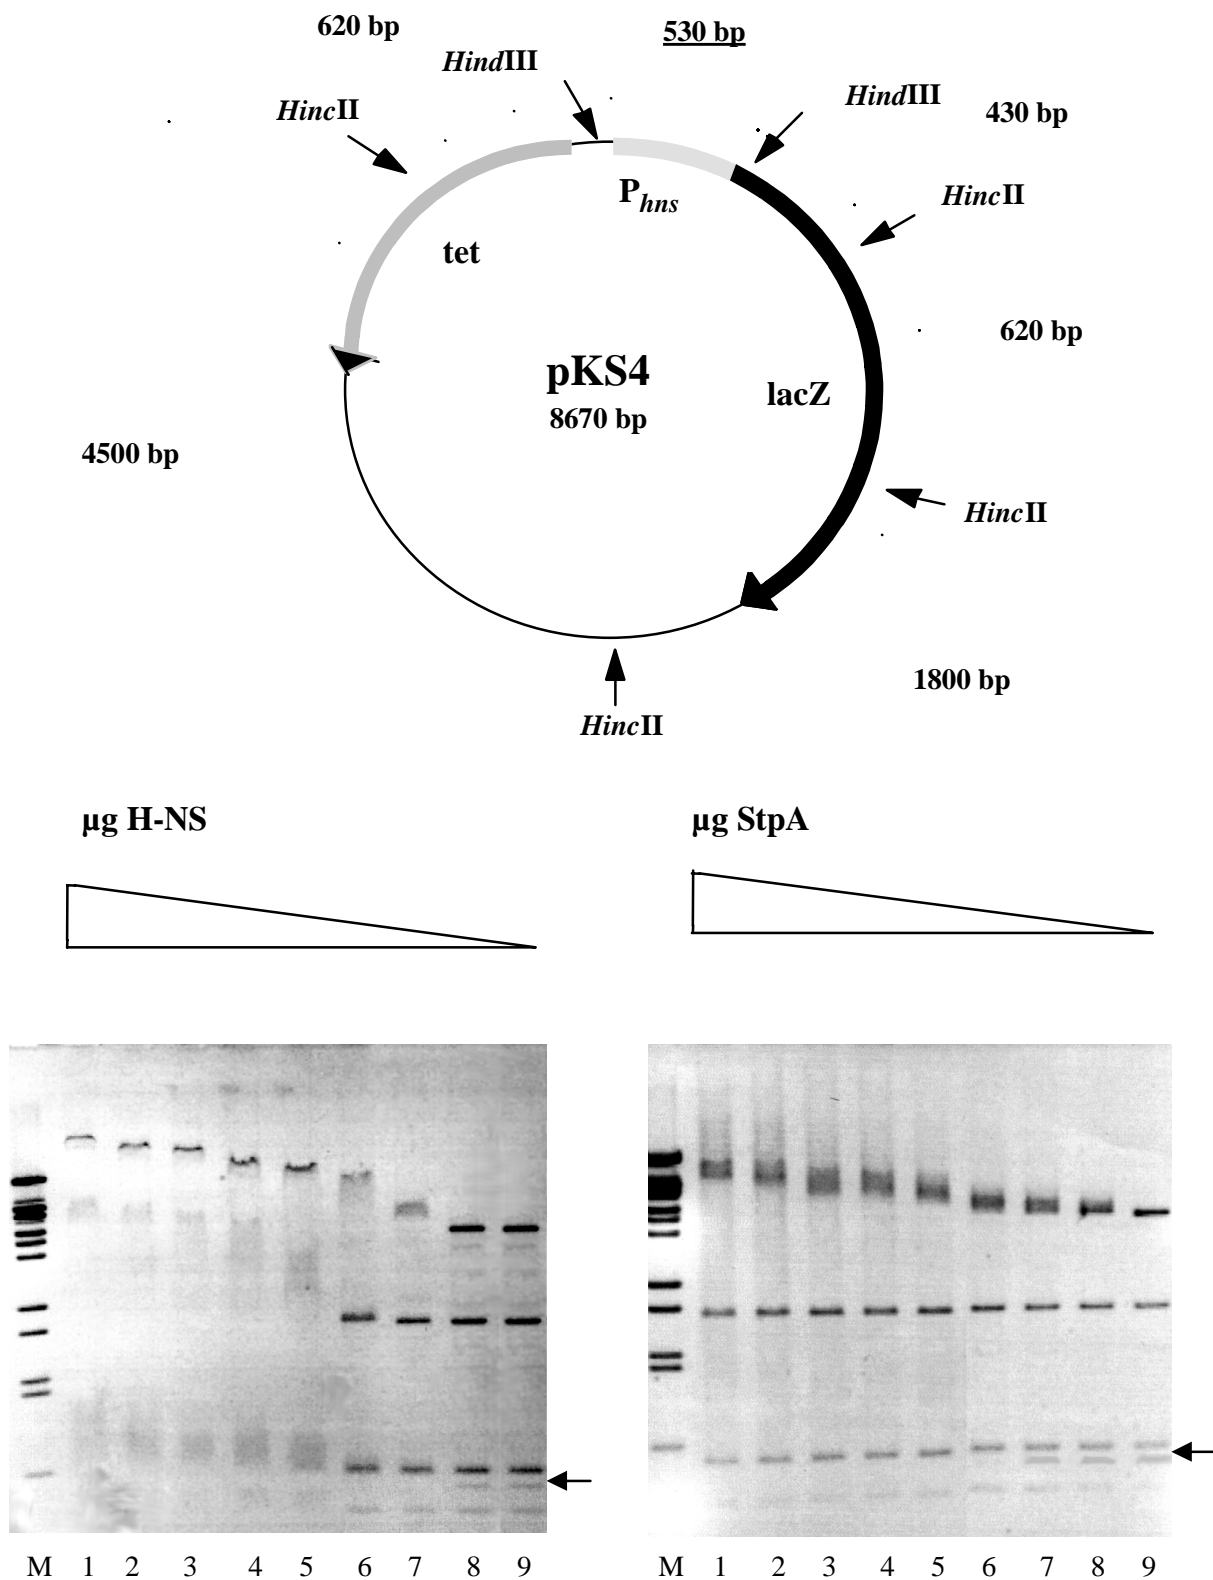 620 bp
530 bp
HindIII
HindIII
430 bp
HincII
HincII
Phns
tet
620 bp
pKS4
8670 bp
lacZ
4500 bp
HincII
1800 bp
HincII
µg H-NS
µg StpA
M 1 2 3 4 5 6 7 8 9
M 1 2 3 4 5 6 7 8 9